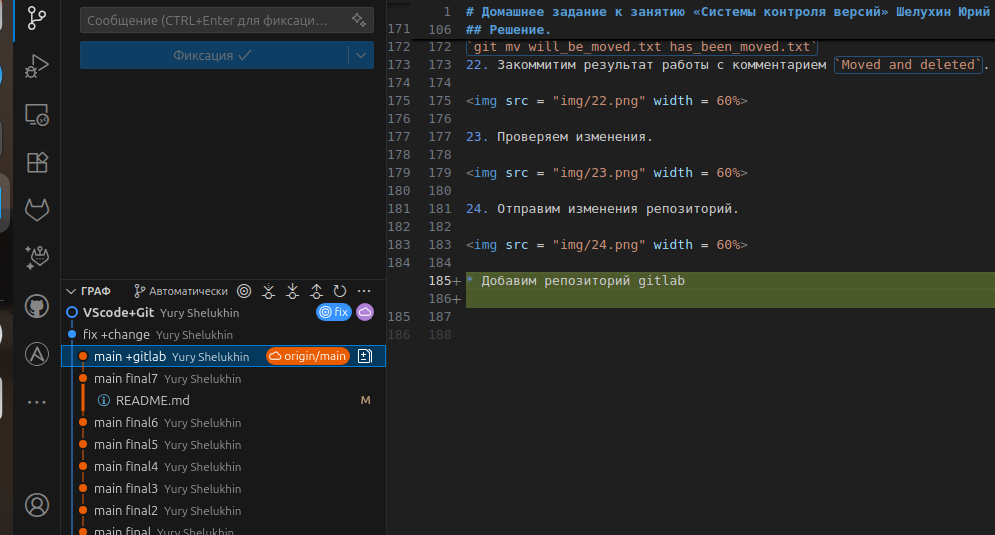 Сообщение (CTRL+Enter для фиксаци…
Фиксация
ГРАФ
Автоматически
VScode+Git Yury Shelukhin fix
fix +change Yury Shelukhin
main +gitlab Yury Shelukhin origin/main
main final7 Yury Shelukhin
README.md M
main final6 Yury Shelukhin
main final5 Yury Shelukhin
main final4 Yury Shelukhin
main final3 Yury Shelukhin
main final2 Yury Shelukhin
main final Yury Shelukhin
1 # Домашнее задание к занятию «Системы контроля версий» Шелухин Юрий
171 106 ## Решение.
172 172 `git mv will_be_moved.txt has_been_moved.txt`
173 173 22. Закоммитим результат работы с комментарием `Moved and deleted`.
174 174
175 175 <img src = "img/22.png" width = 60%>
176 176
177 177 23. Проверяем изменения.
178 178
179 179 <img src = "img/23.png" width = 60%>
180 180
181 181 24. Отправим изменения репозиторий.
182 182
183 183 <img src = "img/24.png" width = 60%>
184 184
185+ * Добавим репозиторий gitlab
186+
185 187
186 188